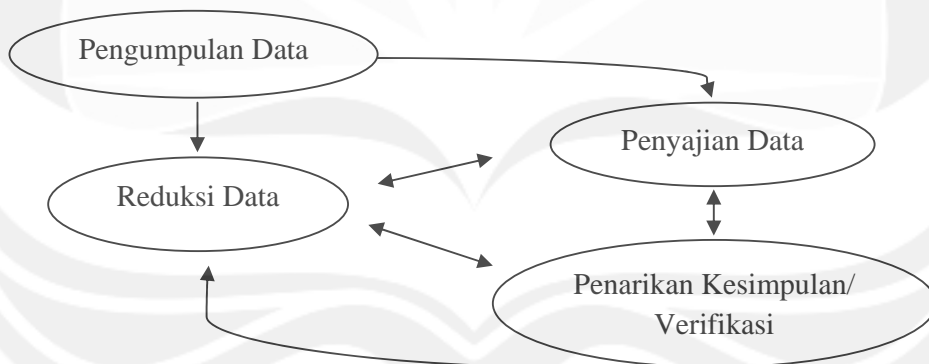 Pengumpulan Data
Penyajian Data
Reduksi Data
Penarikan Kesimpulan/
Verifikasi